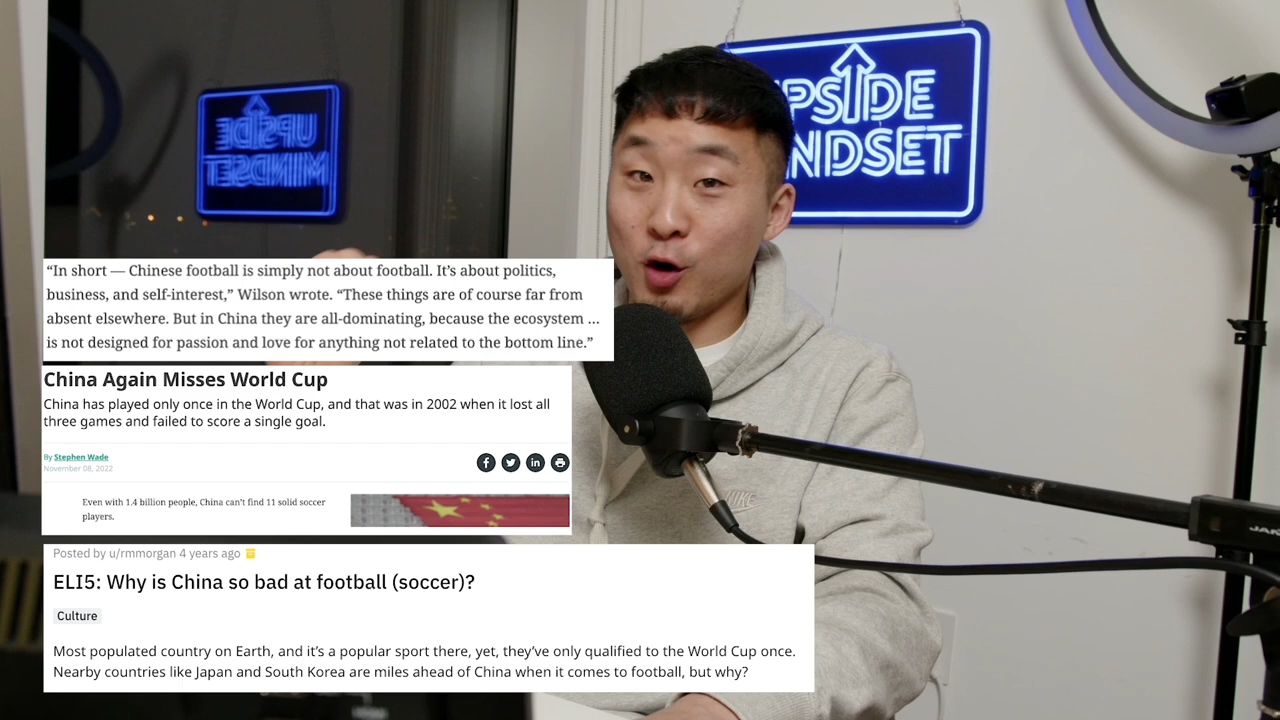 UPSIDE
MINDSET
PSIDE
NDSET
“In short — Chinese football is simply not about football. It’s about politics,
business, and self-interest,” Wilson wrote. “These things are of course far from
absent elsewhere. But in China they are all-dominating, because the ecosystem ...
is not designed for passion and love for anything not related to the bottom line.”
China Again Misses World Cup
China has played only once in the World Cup, and that was in 2002 when it lost all
three games and failed to score a single goal.
By Stephen Wade
November 08, 2022
Even with 1.4 billion people, China can’t find 11 solid soccer
players.
NIKE
JAM
Posted by u/rmmorgan 4 years ago
ELI5: Why is China so bad at football (soccer)?
Culture
Most populated country on Earth, and it’s a popular sport there, yet, they’ve only qualified to the World Cup once.
Nearby countries like Japan and South Korea are miles ahead of China when it comes to football, but why?